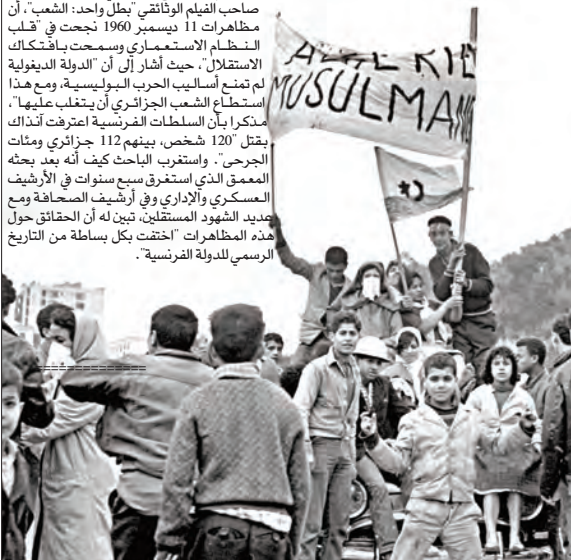 صاحب الفيلم الوثائقي "بطل واحد: الشعب"، أن
مظاهرات 11 ديسمبر 1960 نجحت في "قلب
النظام الاستعماري وسمحت بافتكاك
الاستقلال"، حيث أشار إلى أن "الدولة الديغولية
لم تمنع أساليب الحرب البوليسية، ومع هذا
استطاع الشعب الجزائري أن يتغلب عليها"،
مذكرا بأن السلطات الفرنسية اعترفت آنذاك
بقتل "120 شخص، بينهم 112 جزائري ومئات
الجرحى". واستغرب الباحث كيف أنه بعد بحثه
المعمق الذي استغرق سبع سنوات في الأرشيف
العسكري والإداري وفي أرشيف الصحافة ومع
عديد الشهود المستقلين، تبين له أن الحقائق حول
هذه المظاهرات "اختفت بكل بساطة من التاريخ
الرسمي للدولة الفرنسية".
ALGERIE
MUSULMANE
==============